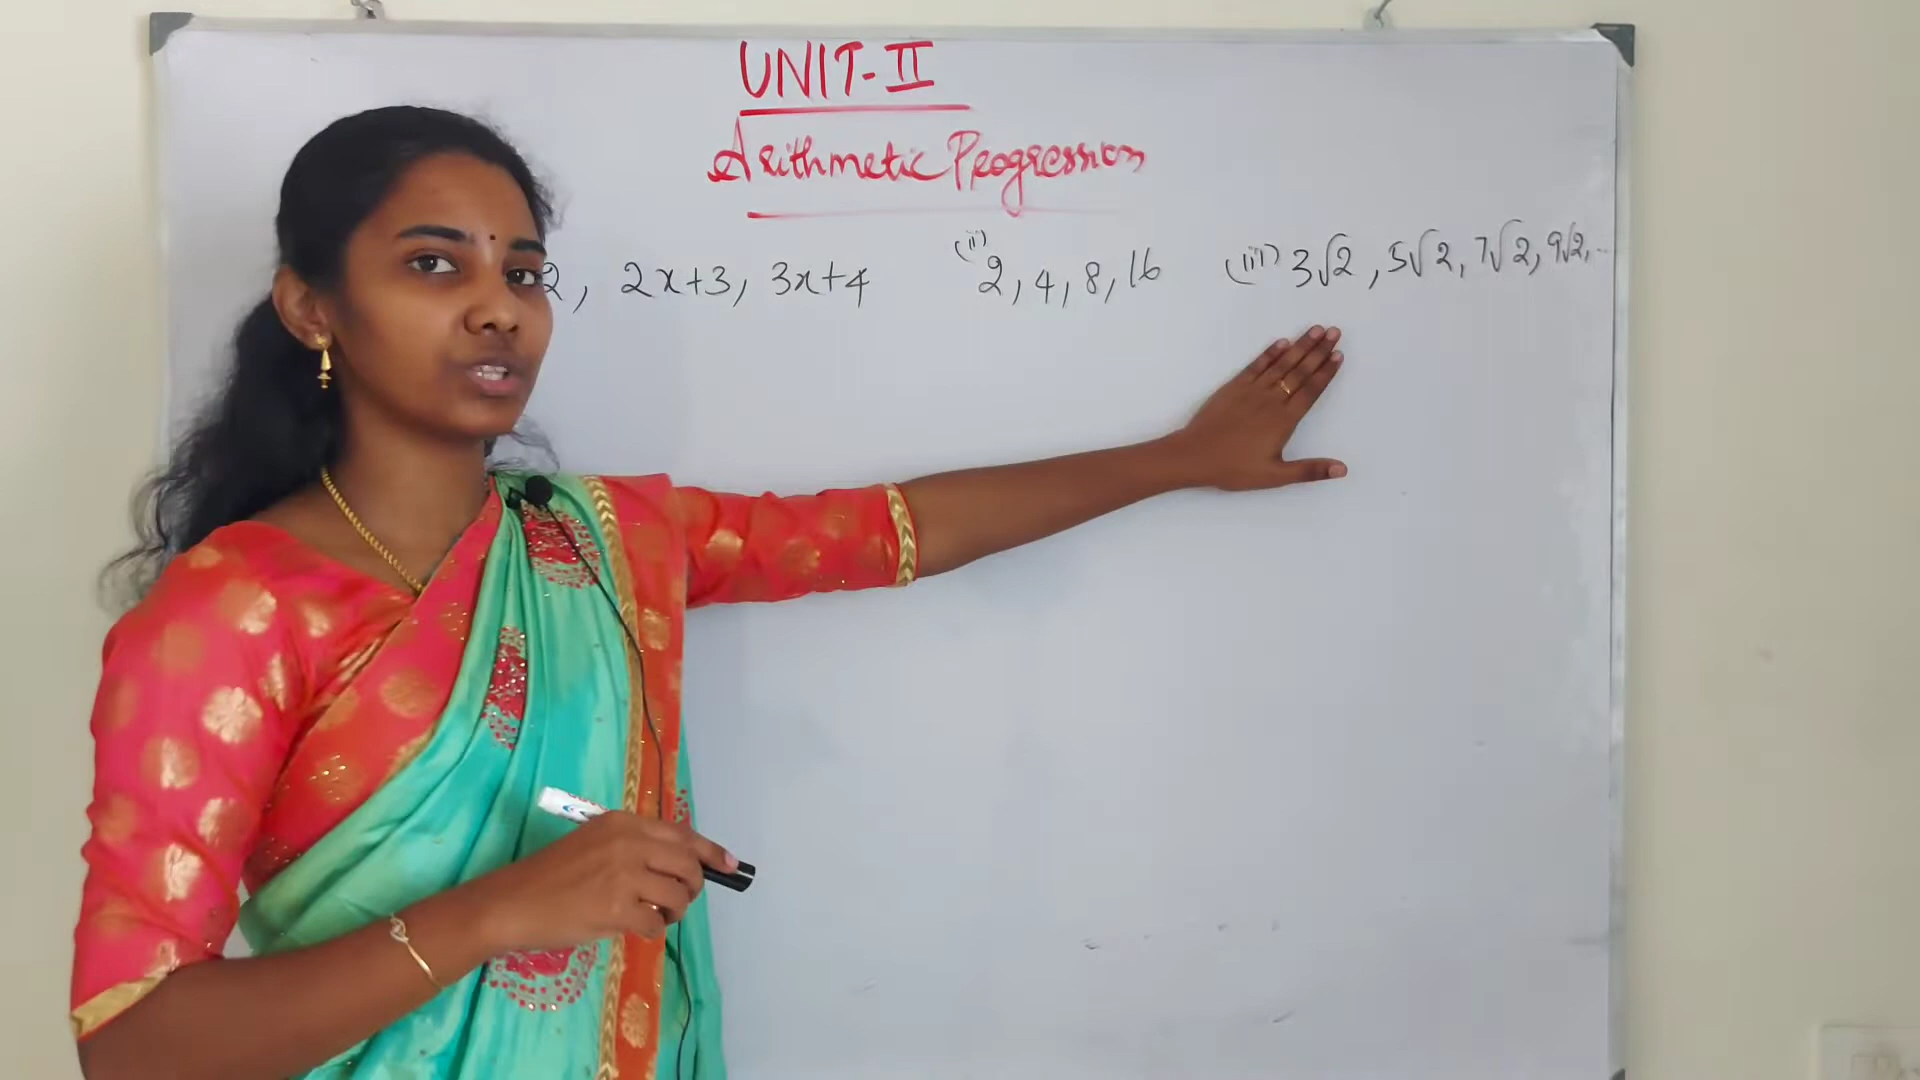 UNIT-II
Arithmetic Progression
2, 2x+3, 3x+4 (ii) 2, 4, 8, 16 (iii) 3√2, 5√2, 7√2, 9√2, ...